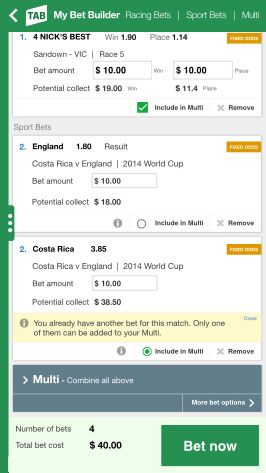 TAB My Bet Builder Racing Bets | Sport Bets | Multi
1. 4 NICK'S BEST Win 1.90 Place 1.14 FIXED ODDS
Sandown - VIC | Race 5
Bet amount $ 10.00 Win $ 10.00 Place
Potential collect $ 19.00 Win $ 11.4 Place
Include in Multi Remove
Sport Bets
2. England 1.80 Result FIXED ODDS
Costa Rica v England | 2014 World Cup
Bet amount $ 10.00
Potential collect $ 18.00
Include in Multi Remove
2. Costa Rica 3.85 FIXED ODDS
Costa Rica v England | 2014 World Cup
Bet amount $ 10.00
Potential collect $ 38.50
Close
You already have another bet for this match. Only one
of them can be added to your Multi.
Include in Multi Remove
Multi - Combine all above
More bet options
Number of bets 4
Total bet cost $ 40.00
Bet now